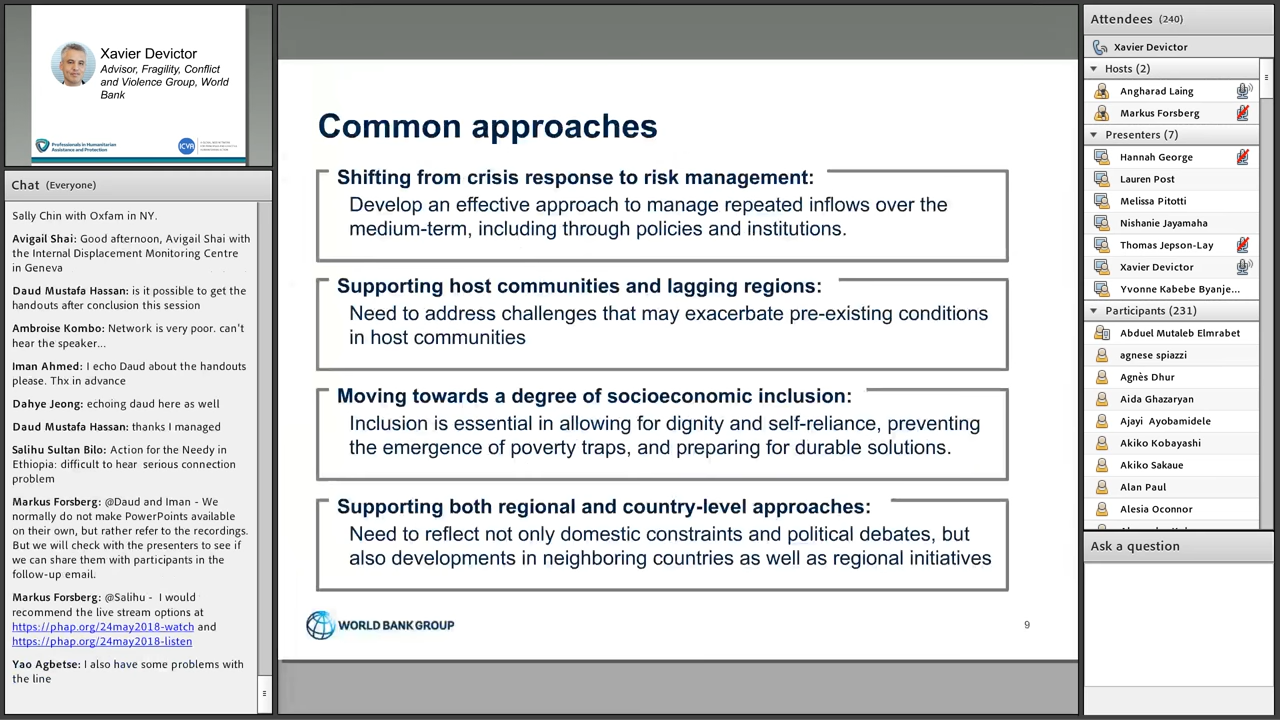 Xavier Devictor
Advisor, Fragility, Conflict
and Violence Group, World
Bank
Professionals in Humanitarian
Assistance and Protection
ICVA
Chat (Everyone)
Sally Chin with Oxfam in NY.
Avigail Shai: Good afternoon, Avigail Shai with
the Internal Displacement Monitoring Centre
in Geneva
Daud Mustafa Hassan: is it possible to get the
handouts after conclusion this session
Ambroise Kombo: Network is very poor. can't
hear the speaker...
Iman Ahmed: I echo Daud about the handouts
please. Thx in advance
Dahye Jeong: echoing daud here as well
Daud Mustafa Hassan: thanks I managed
Salihu Sultan Bilo: Action for the Needy in
Ethiopia: difficult to hear serious connection
problem
Markus Forsberg: @Daud and Iman - We
normally do not make PowerPoints available
on their own, but rather refer to the recordings.
But we will check with the presenters to see if
we can share them with participants in the
follow-up email.
Markus Forsberg: @Salihu - I would
recommend the live stream options at
https://phap.org/24may2018-watch and
https://phap.org/24may2018-listen
Yao Agbetse: I also have some problems with
the line
Common approaches
Shifting from crisis response to risk management:
Develop an effective approach to manage repeated inflows over the
medium-term, including through policies and institutions.
Supporting host communities and lagging regions:
Need to address challenges that may exacerbate pre-existing conditions
in host communities
Moving towards a degree of socioeconomic inclusion:
Inclusion is essential in allowing for dignity and self-reliance, preventing
the emergence of poverty traps, and preparing for durable solutions.
Supporting both regional and country-level approaches:
Need to reflect not only domestic constraints and political debates, but
also developments in neighboring countries as well as regional initiatives
WORLD BANK GROUP
9
Attendees (240)
Xavier Devictor
Hosts (2)
Angharad Laing
Markus Forsberg
Presenters (7)
Hannah George
Lauren Post
Melissa Pitotti
Nishanie Jayamaha
Thomas Jepson-Lay
Xavier Devictor
Yvonne Kabebe Byanje...
Participants (231)
Abduel Mutaleb Elmrabet
agnese spiazzi
Agnès Dhur
Aida Ghazaryan
Ajayi Ayobamidele
Akiko Kobayashi
Akiko Sakaue
Alan Paul
Alesia Oconnor
Ask a question